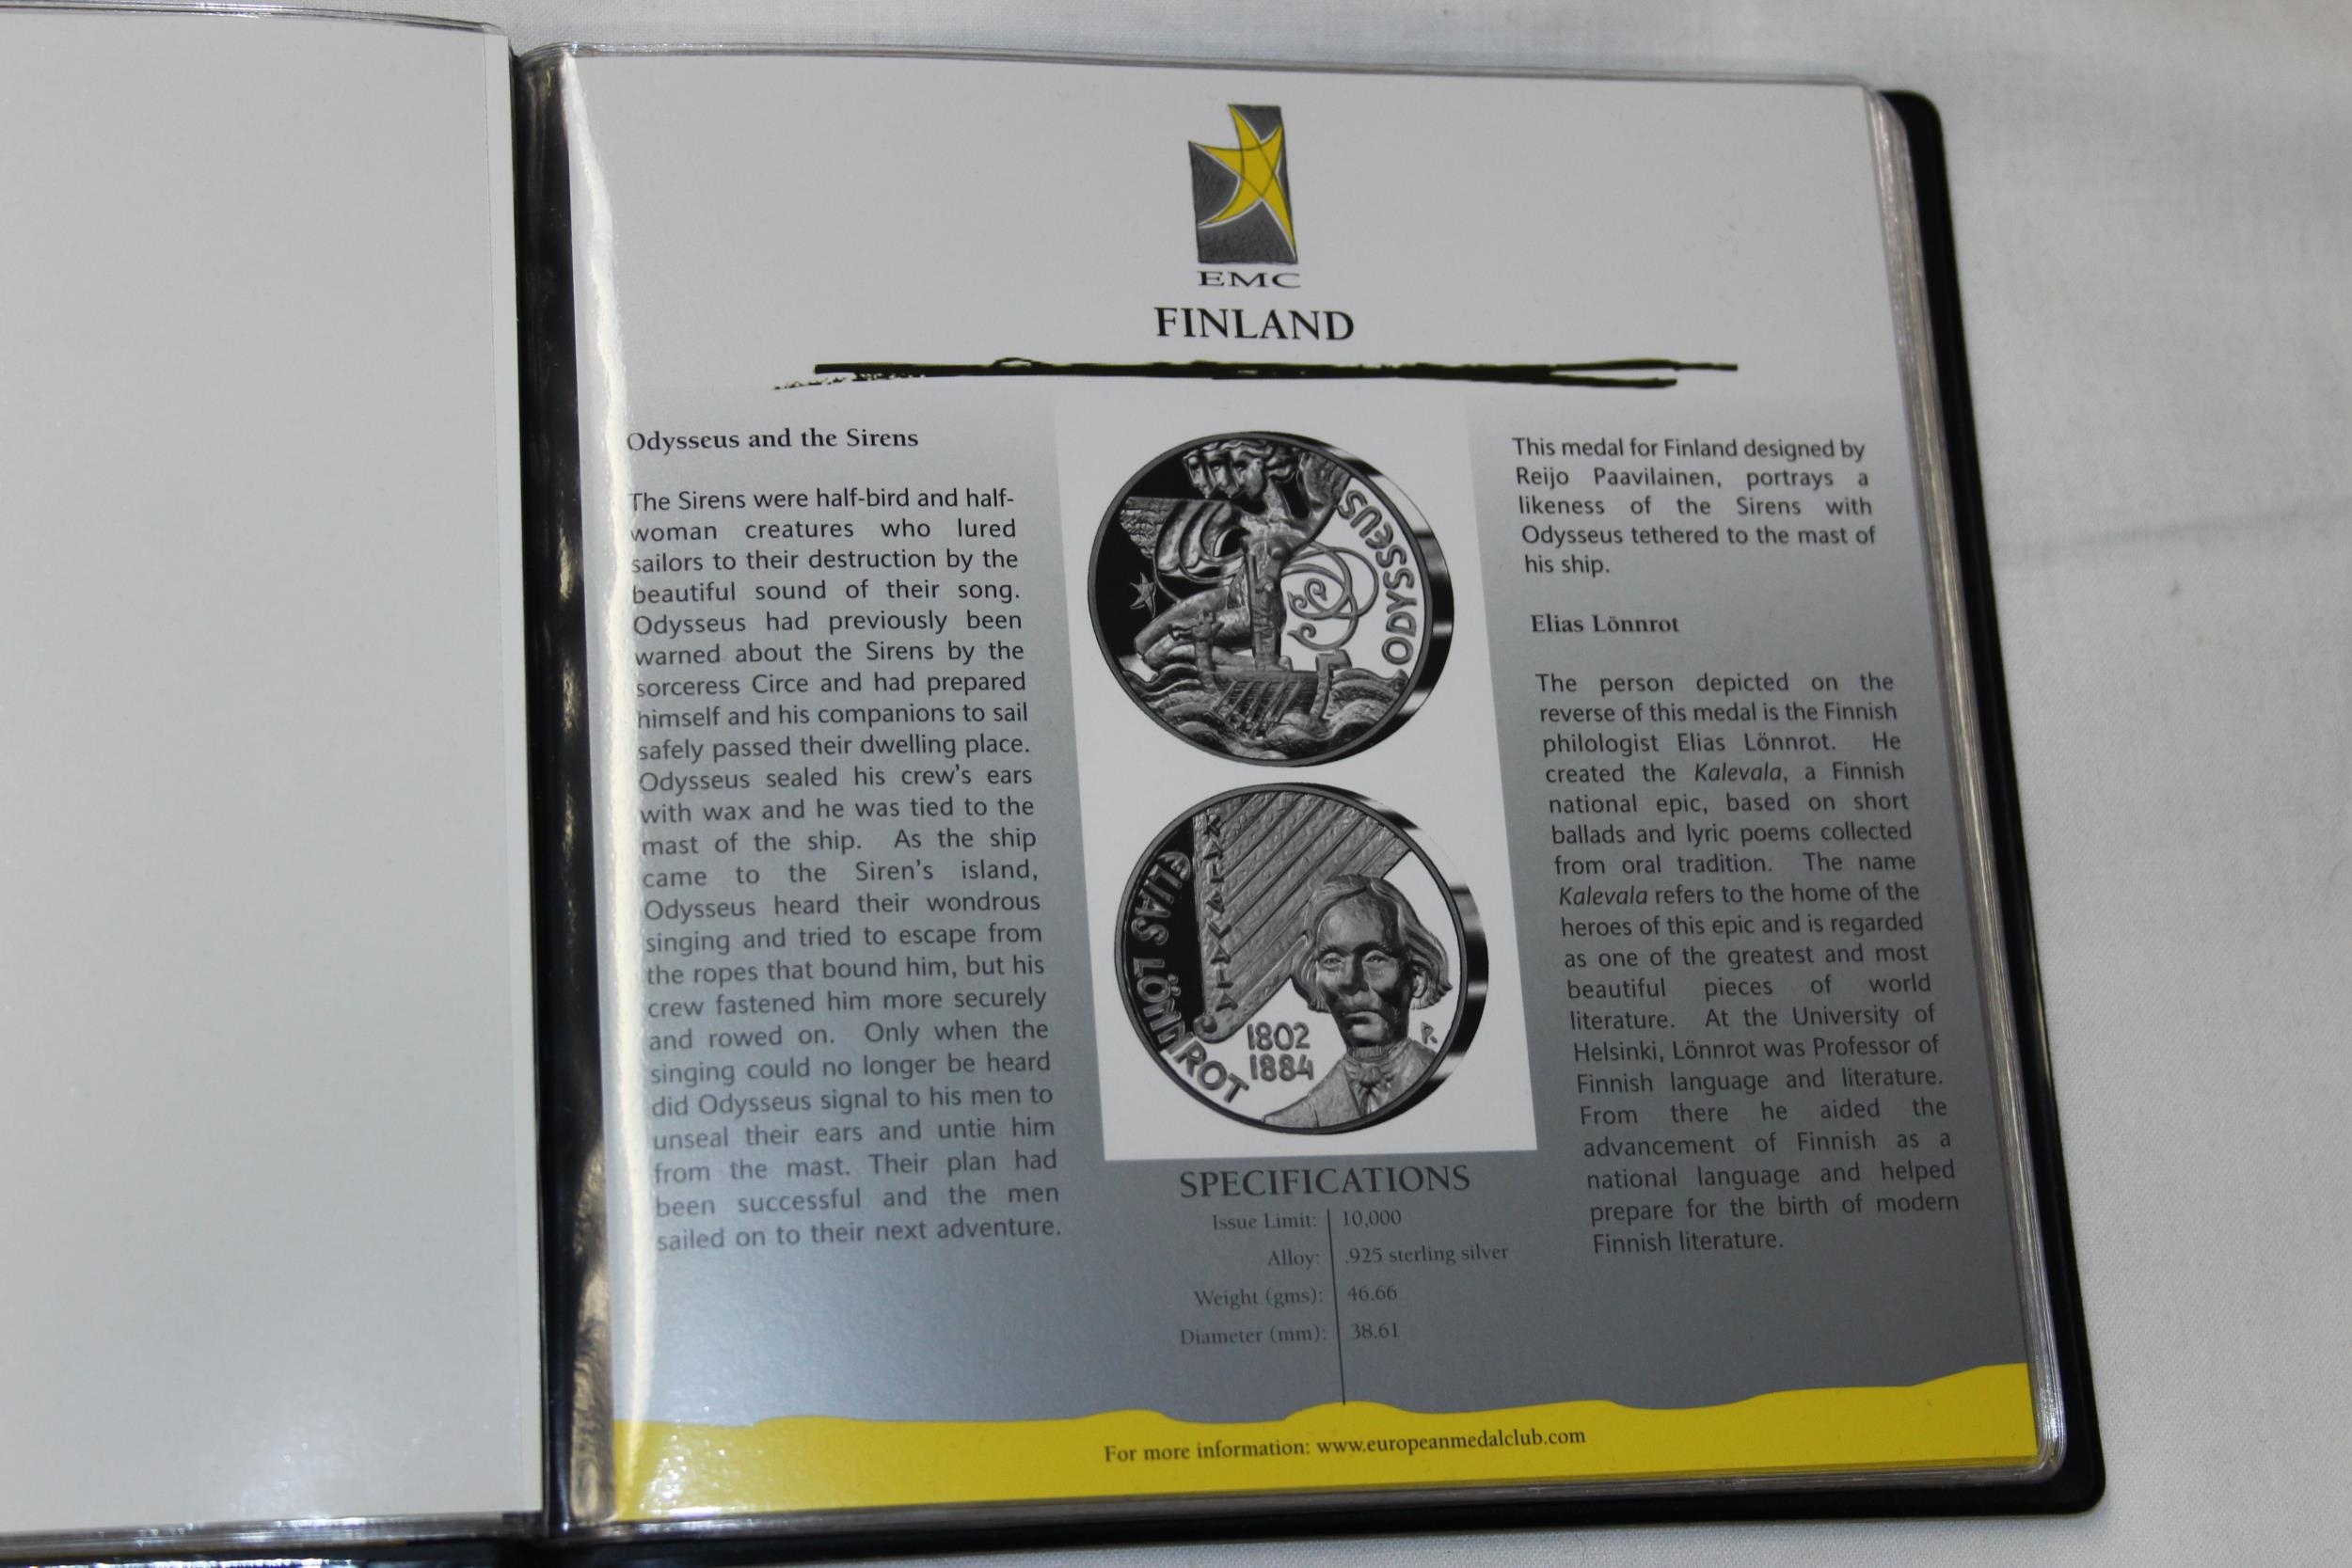 EMC
FINLAND
Odysseus and the Sirens
The Sirens were half-bird and half-
woman creatures who lured
sailors to their destruction by the
beautiful sound of their song.
Odysseus had previously been
warned about the Sirens by the
sorceress Circe and had prepared
himself and his companions to sail
safely passed their dwelling place.
Odysseus sealed his crew's ears
with wax and he was tied to the
mast of the ship. As the ship
came to the Siren's island,
Odysseus heard their wondrous
singing and tried to escape from
the ropes that bound him, but his
crew fastened him more securely
and rowed on. Only when the
singing could no longer be heard
did Odysseus signal to his men to
unseal their ears and untie him
from the mast. Their plan had
been successful and the men
sailed on to their next adventure.
ODYSSEUS
KALEVALA
ELIAS LÖNNROT
1802
1884
R
SPECIFICATIONS
Issue Limit: 10,000
Alloy: .925 sterling silver
Weight (gms): 46.66
Diameter (mm): 38.61
This medal for Finland designed by
Reijo Paavilainen, portrays a
likeness of the Sirens with
Odysseus tethered to the mast of
his ship.
Elias Lönnrot
The person depicted on the
reverse of this medal is the Finnish
philologist Elias Lönnrot. He
created the Kalevala, a Finnish
national epic, based on short
ballads and lyric poems collected
from oral tradition. The name
Kalevala refers to the home of the
heroes of this epic and is regarded
as one of the greatest and most
beautiful pieces of world
literature. At the University of
Helsinki, Lönnrot was Professor of
Finnish language and literature.
From there he aided the
advancement of Finnish as a
national language and helped
prepare for the birth of modern
Finnish literature.
For more information: www.europeanmedalclub.com